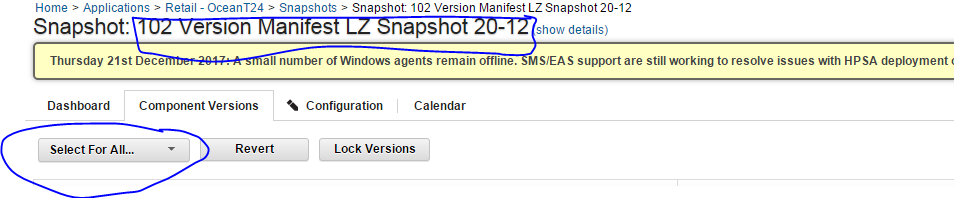 Home > Applications > Retail - OceanT24 > Snapshots > Snapshot: 102 Version Manifest LZ Snapshot 20-12
Snapshot: 102 Version Manifest LZ Snapshot 20-12 (show details)
Thursday 21st December 2017: A small number of Windows agents remain offline. SMS/EAS support are still working to resolve issues with HPSA deployment
Dashboard Component Versions Configuration Calendar
Select For All... Revert Lock Versions